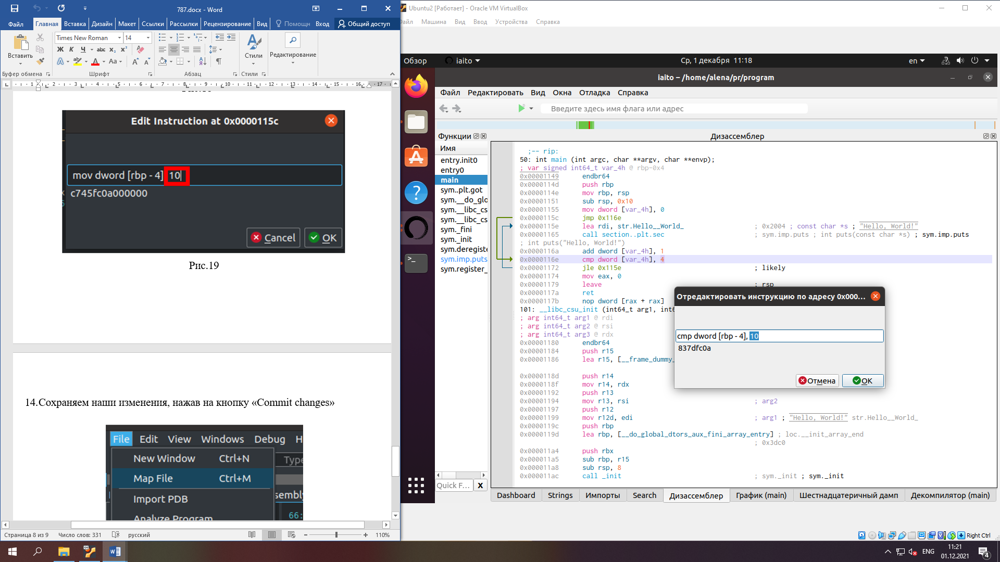 787.docx - Word
Файл
Главная
Вставка
Дизайн
Макет
Ссылки
Рассылки
Рецензирование
Вид
Помощн
Вход
Общий доступ
Вставить
Times New Roman
14
Ж К Ч abc x₂ x²
Aa
Стили
Редактирование
Буфер обмена
Шрифт
Абзац
Стили
Edit Instruction at 0x0000115c
mov dword [rbp - 4] 10
c745fc0a000000
Cancel
OK
Рис.19
14.Сохраняем наши изменения, нажав на кнопку «Commit changes»
File Edit View Windows Debug H
New Window Ctrl+N
Map File Ctrl+M
Import PDB
Analyze Program
Type
sembly
66:
Страница 8 из 9
Число слов: 331
русский
110%
Ubuntu2 [Работает] - Oracle VM VirtualBox
Файл Машина Вид Ввод Устройства Справка
Обзор
iaito
Ср, 1 декабря 11:18
en
iaito – /home/alena/pr/program
Файл Редактировать Вид Окна Отладка Справка
Введите здесь имя флага или адрес
Функции
Имя
entry.init0
entry0
main
sym..plt.got
sym.__do_glo
sym.__libc_cs
sym.__libc_cs
sym._fini
sym._init
sym.deregiste
sym.imp.puts
sym.register_
Quick F...
X
Дизассемблер
;-- rip:
50: int main (int argc, char **argv, char **envp);
; var signed int64_t var_4h @ rbp-0x4
0x00001149 endbr64
0x0000114d push rbp
0x0000114e mov rbp, rsp
0x00001151 sub rsp, 0x10
0x00001155 mov dword [var_4h], 0
0x0000115c jmp 0x116e
0x0000115e lea rdi, str.Hello__World_ ; 0x2004 ; const char *s ; "Hello, World!"
0x00001165 call section..plt.sec ; sym.imp.puts ; int puts(const char *s) ; sym.imp.puts
; int puts("Hello, World!")
0x0000116a add dword [var_4h], 1
0x0000116e cmp dword [var_4h], 4
0x00001172 jle 0x115e ; likely
0x00001174 mov eax, 0
0x00001179 leave ; rsp
0x0000117a ret
0x0000117b nop dword [rax + rax]
101: __libc_csu_init (int64_t arg1, int6
; arg int64_t arg1 @ rdi
; arg int64_t arg2 @ rsi
; arg int64_t arg3 @ rdx
0x00001180 endbr64
0x00001184 push r15
0x00001186 lea r15, [__frame_dummy_
0x0000118d push r14
0x0000118f mov r14, rdx
0x00001192 push r13
0x00001194 mov r13, rsi ; arg2
0x00001197 push r12
0x00001199 mov r12d, edi ; arg1 ; "Hello, World!" str.Hello__World_
0x0000119c push rbp
0x0000119d lea rbp, [__do_global_dtors_aux_fini_array_entry] ; loc.__init_array_end
; 0x3dc0
0x000011a4 push rbx
0x000011a5 sub rbp, r15
0x000011a8 sub rsp, 8
0x000011ac call _init ; sym._init ; sym._init
Отредактировать инструкцию по адресу 0x000...
cmp dword [rbp - 4], 10
837dfc0a
Отмена
OK
Dashboard
Strings
Импорты
Search
Дизассемблер
График (main)
Шестнадцатеричный дамп
Декомпилятор (main)
Right Ctrl
ENG
11:21
01.12.2021
4